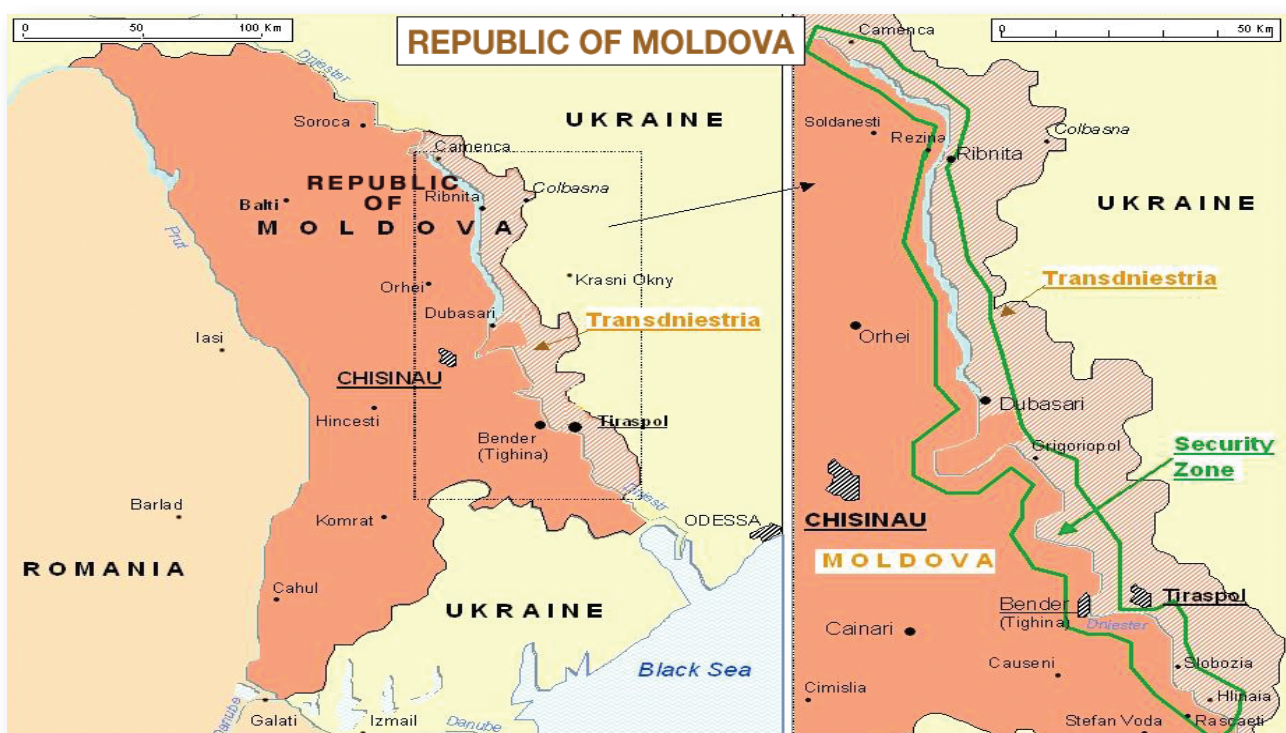 0 50 100 Km
REPUBLIC OF MOLDOVA
Dniester
Soroca
UKRAINE
Camenca
REPUBLIC
OF
MOLDOVA
Balti
Ribnita
Colbasna
Prut
Orhei
Krasni Okny
Dubasari
Transdniestria
Iasi
CHISINAU
Hincesti
Bender
(Tighina)
Tiraspol
Dniestr
Barlad
Komrat
ODESSA
ROMANIA
Cahul
UKRAINE
Black Sea
Danube
Galati
Izmail
Danube
0 50 Km
Camenca
Soldanesti
Rezina
Ribnita
Colbasna
UKRAINE
Transdniestria
Orhei
Dubasari
Grigoriopol
Security
Zone
CHISINAU
MOLDOVA
Bender
(Tighina)
Tiraspol
Dniester
Cainari
Causeni
Slobozia
Cimislia
Hlinaia
Stefan Voda
Rascaeti